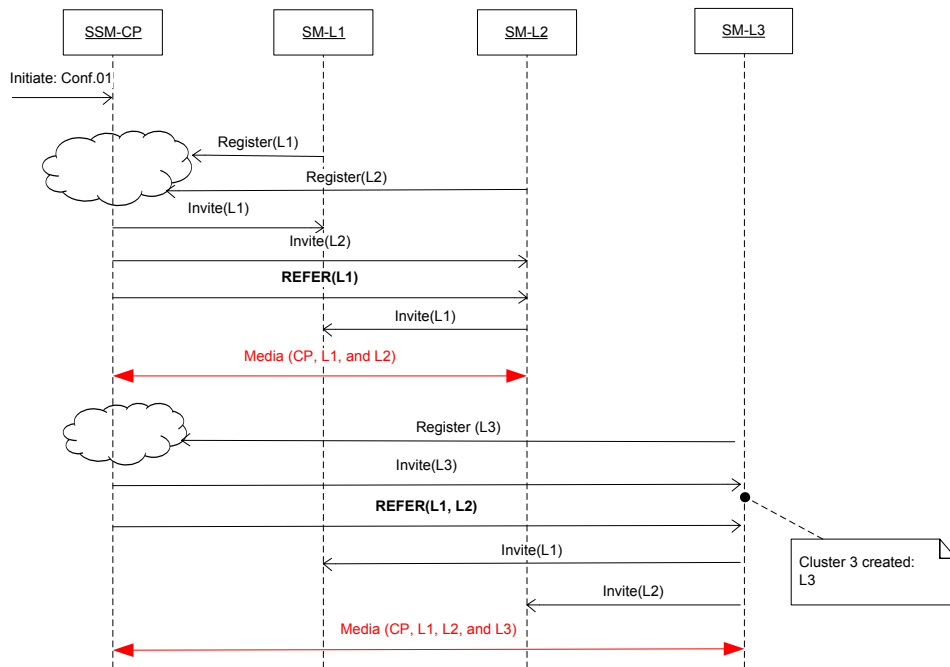 SSM-CP
SM-L1
SM-L2
SM-L3
Initiate: Conf.01
Register(L1)
Register(L2)
Invite(L1)
Invite(L2)
REFER(L1)
Invite(L1)
Media (CP, L1, and L2)
Register (L3)
Invite(L3)
REFER(L1, L2)
Invite(L1)
Cluster 3 created:
L3
Invite(L2)
Media (CP, L1, L2, and L3)